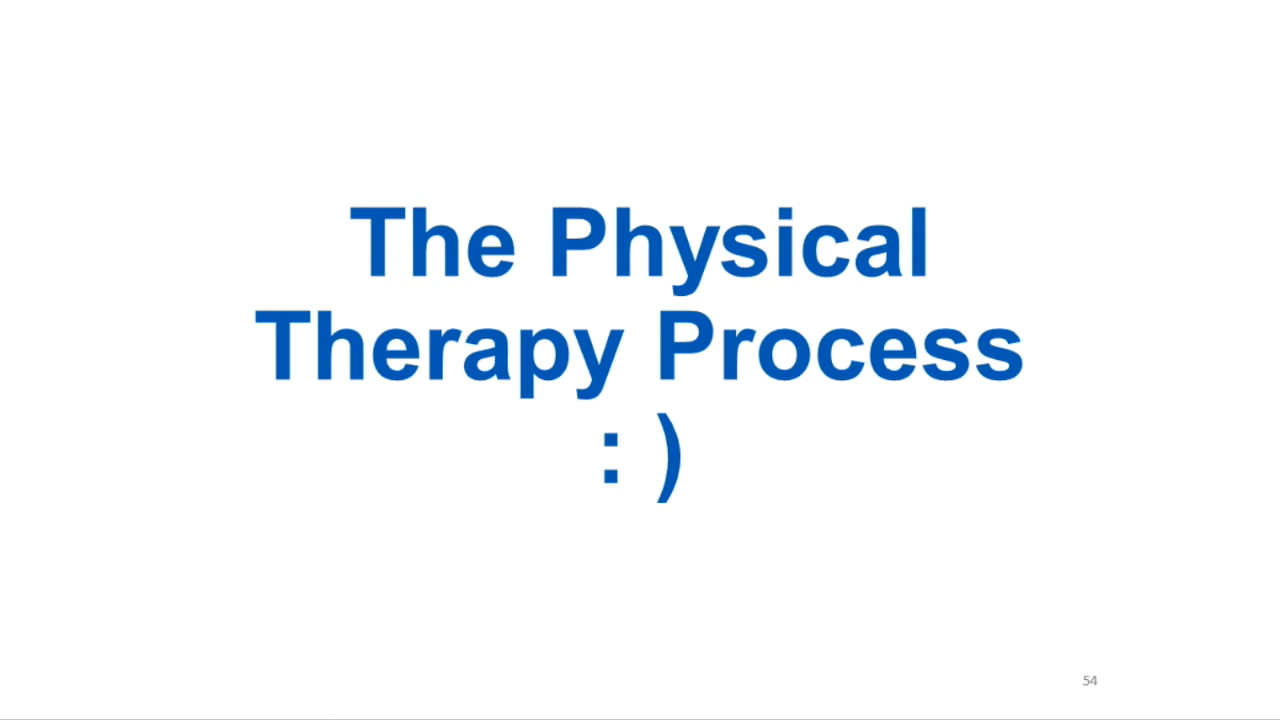 The Physical
Therapy Process
: )
54